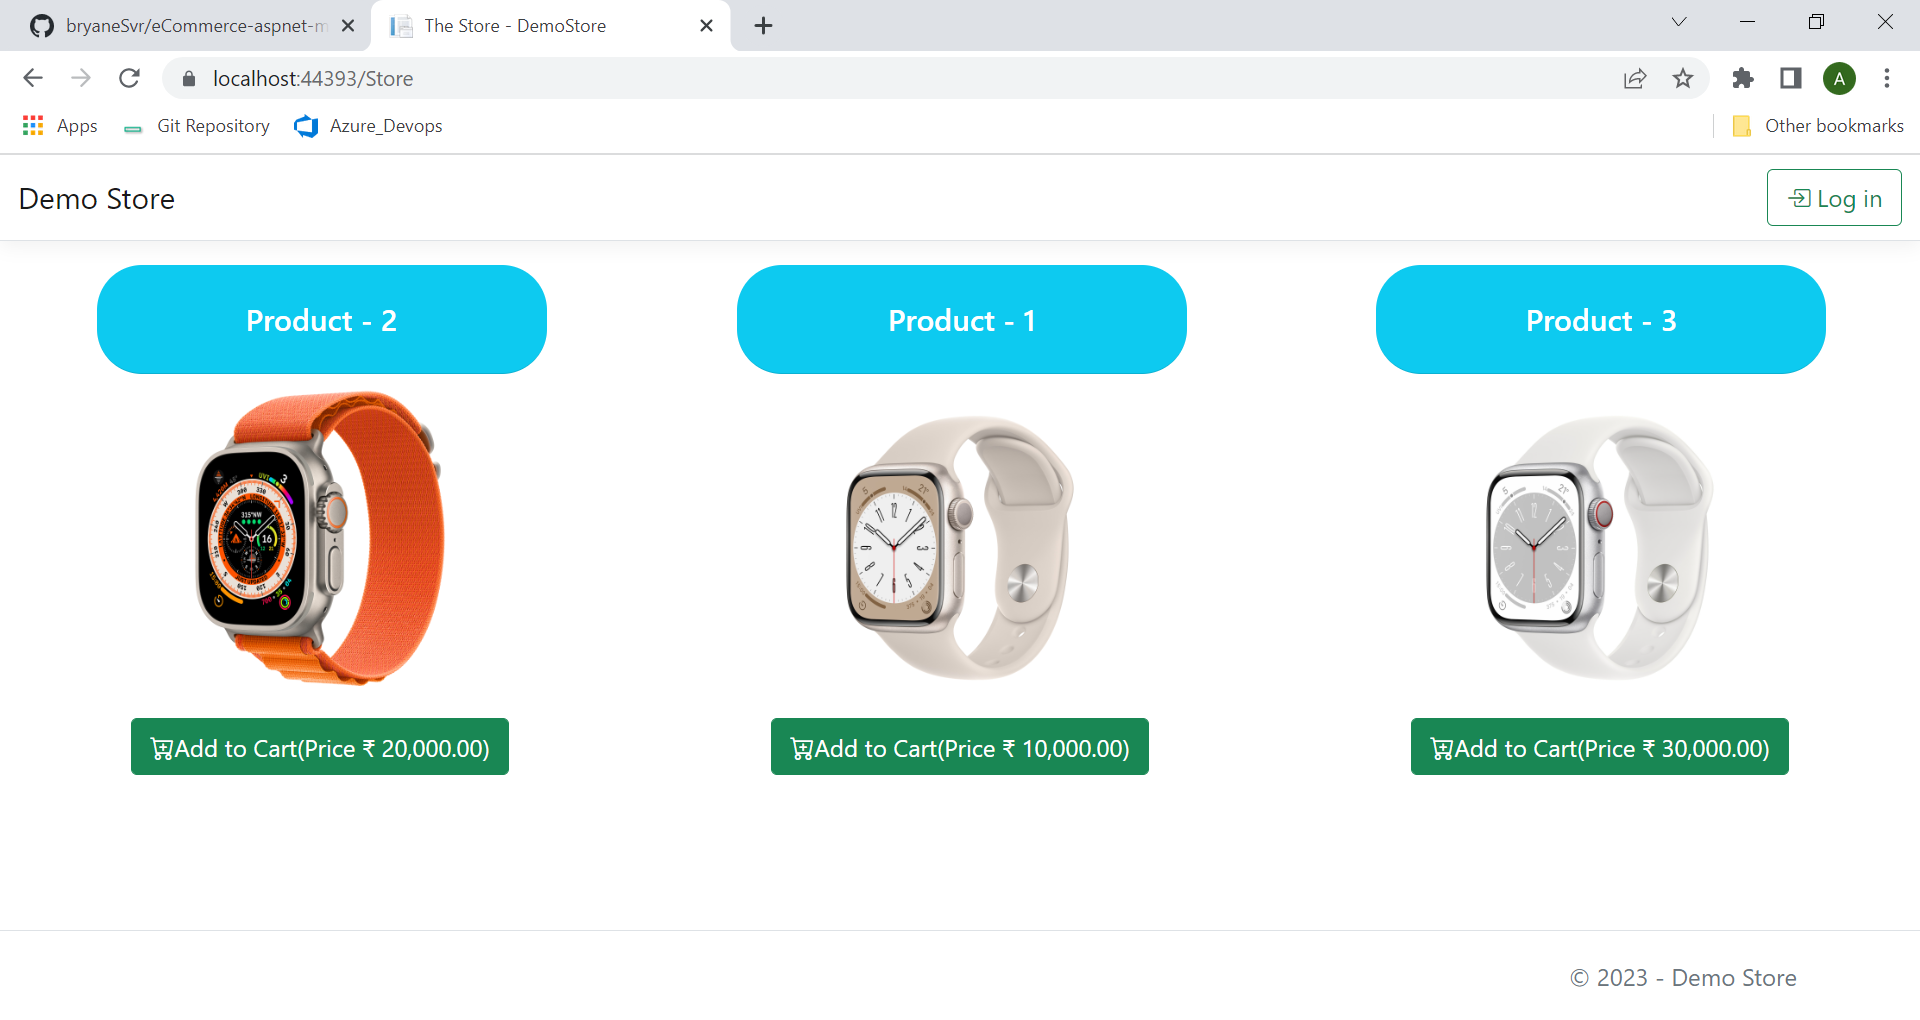 bryaneSvr/eCommerce-aspnet-m
The Store - DemoStore
localhost:44393/Store
A
Apps
Git Repository
Azure_Devops
Other bookmarks
Demo Store
Log in
Product - 2
Product - 1
Product - 3
Add to Cart(Price ₹ 20,000.00)
Add to Cart(Price ₹ 10,000.00)
Add to Cart(Price ₹ 30,000.00)
© 2023 - Demo Store